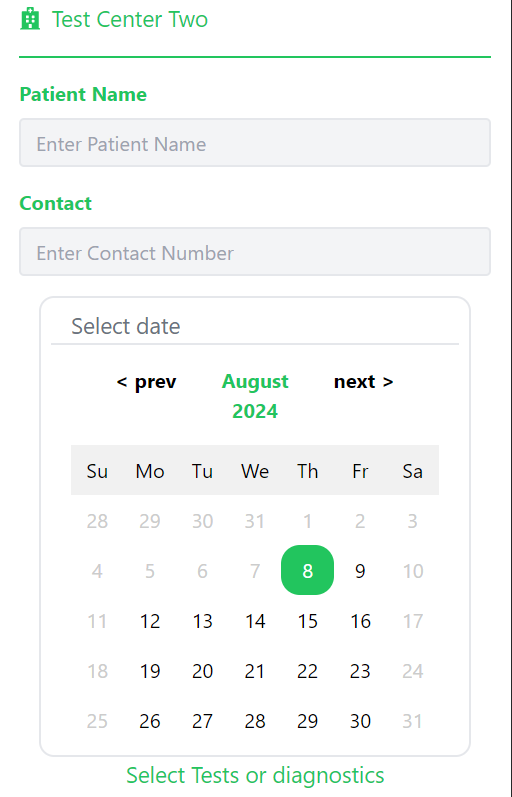 Test Center Two
Patient Name
Enter Patient Name
Contact
Enter Contact Number
Select date
< prev August 2024 next >
Su Mo Tu We Th Fr Sa
28 29 30 31 1 2 3
4 5 6 7 8 9 10
11 12 13 14 15 16 17
18 19 20 21 22 23 24
25 26 27 28 29 30 31
Select Tests or diagnostics